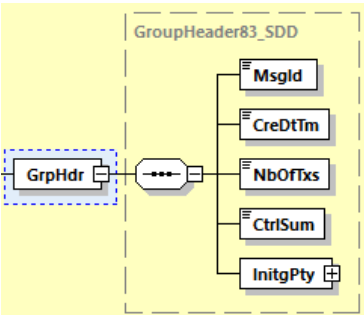 GroupHeader83_SDD
MsgId
CreDtTm
GrpHdr
NbOfTxs
CtrlSum
InitgPty